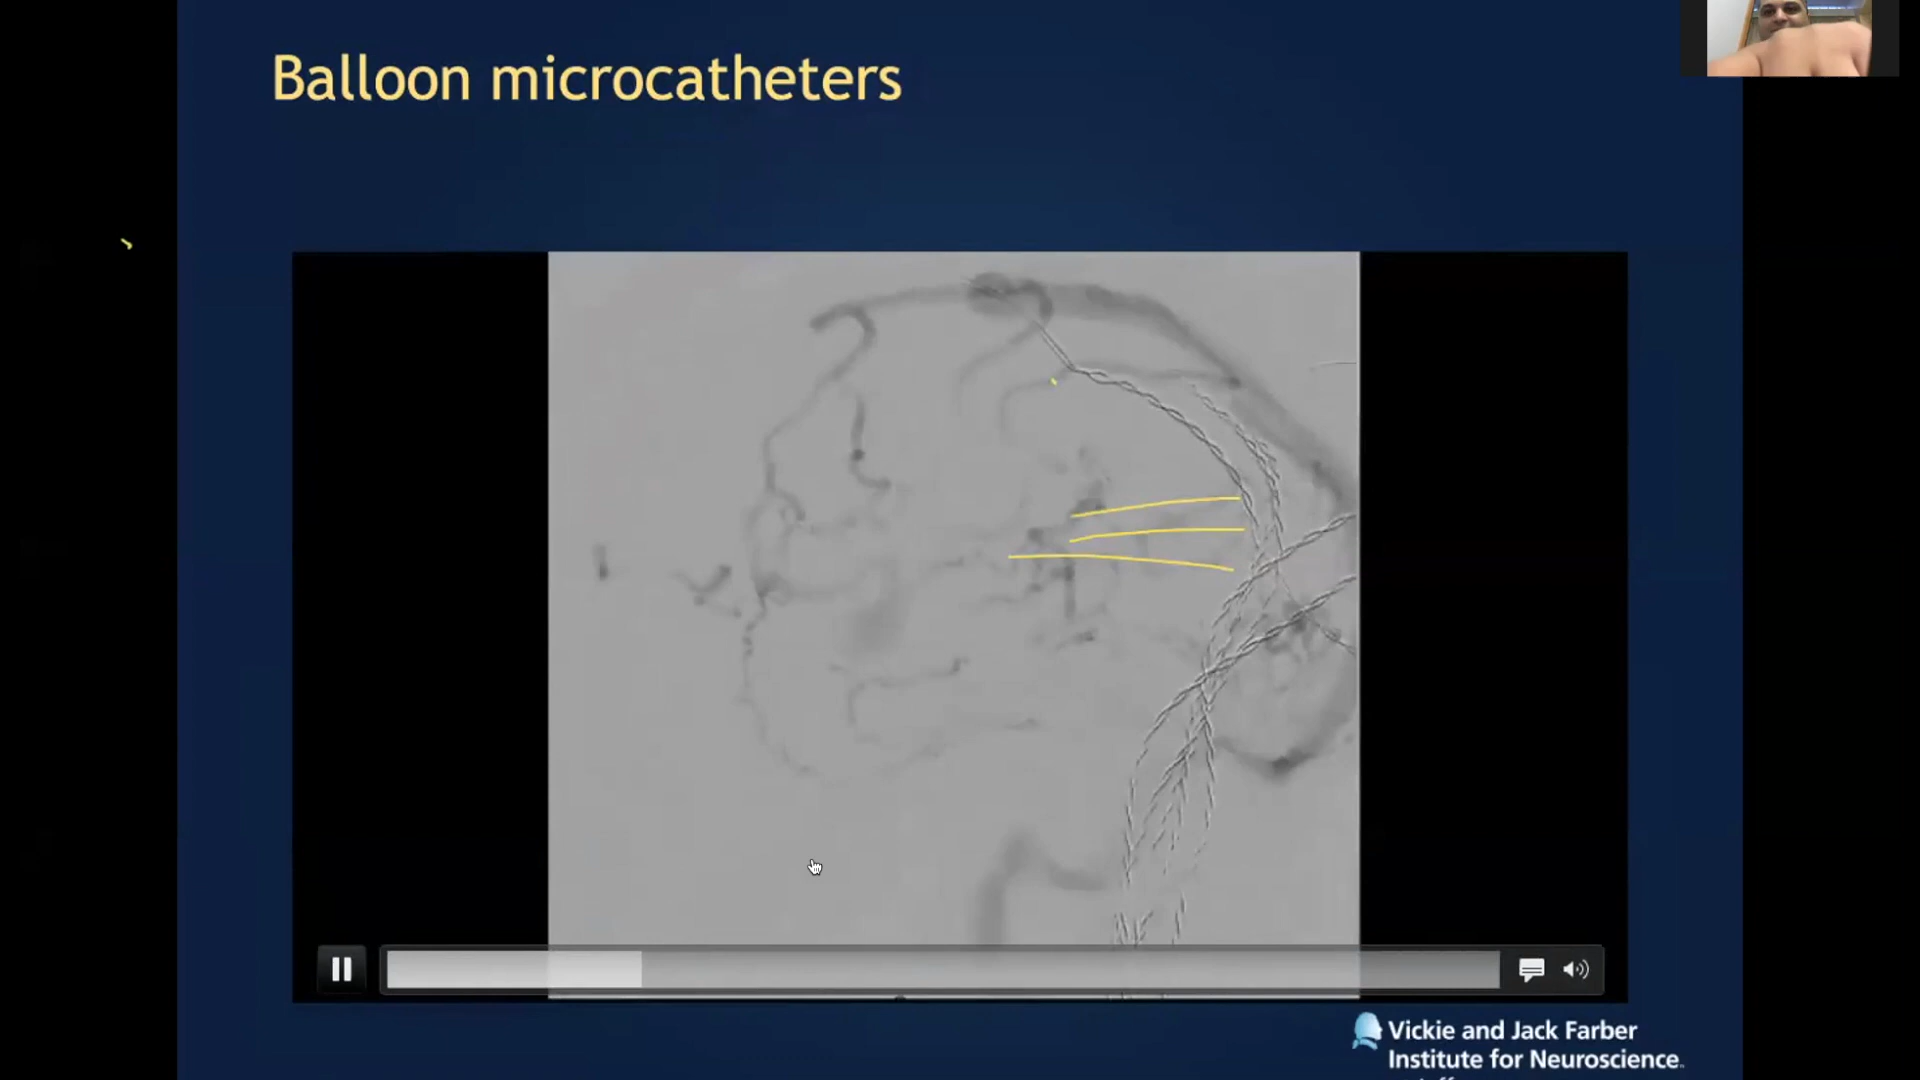 Balloon microcatheters
Vickie and Jack Farber
Institute for Neuroscience